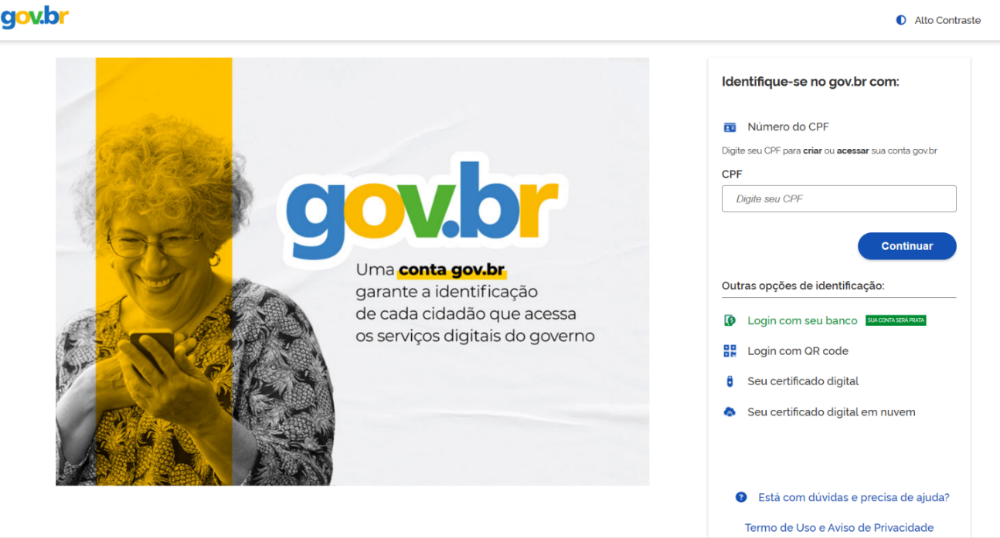 gov.br
Alto Contraste
gov.br
Uma conta gov.br
garante a identificação
de cada cidadão que acessa
os serviços digitais do governo
Identifique-se no gov.br com:
Número do CPF
Digite seu CPF para criar ou acessar sua conta gov.br
CPF
Digite seu CPF
Continuar
Outras opções de identificação:
Login com seu banco SUA CONTA SERÁ PRATA
Login com QR code
Seu certificado digital
Seu certificado digital em nuvem
Está com dúvidas e precisa de ajuda?
Termo de Uso e Aviso de Privacidade